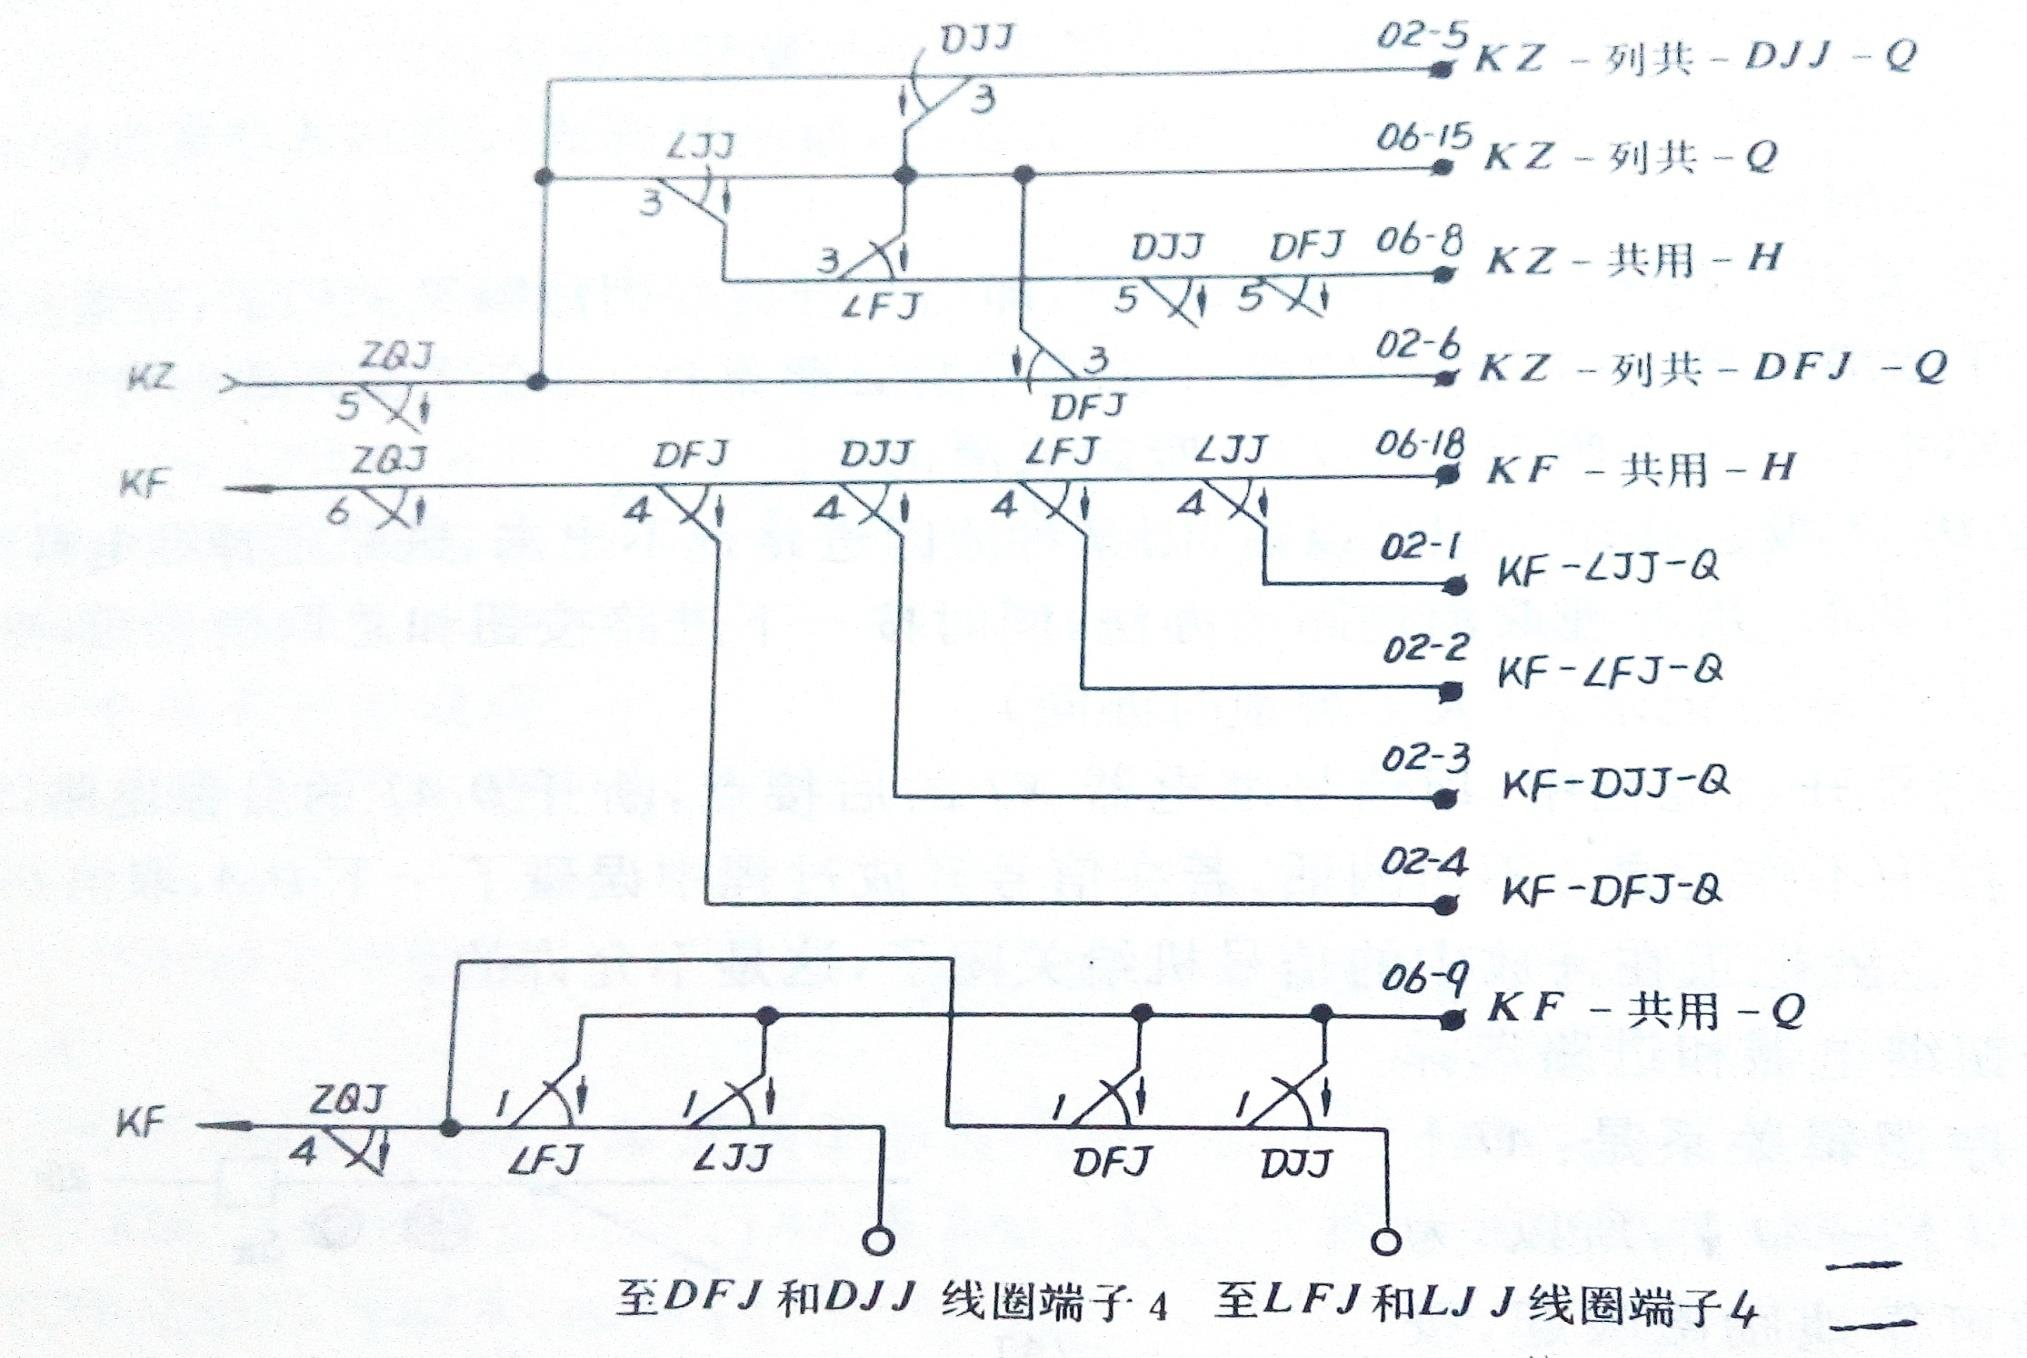 DJJ
02-5 KZ-列共-DJJ-Q
3
LJJ
06-15 KZ-列共-Q
3
3
LFJ
DJJ
DFJ
06-8 KZ-共用-H
5
5
KZ
ZQJ
3
02-6 KZ-列共-DFJ-Q
5
DFJ
KF
ZQJ
DFJ
DJJ
LFJ
LJJ
06-18 KF-共用-H
6
4
4
4
4
02-1 KF-LJJ-Q
02-2 KF-LFJ-Q
02-3 KF-DJJ-Q
02-4 KF-DFJ-Q
06-9 KF-共用-Q
KF
ZQJ
1
1
1
1
4
LFJ
LJJ
DFJ
DJJ
至DFJ和DJJ线圈端子4
至LFJ和LJJ线圈端子4